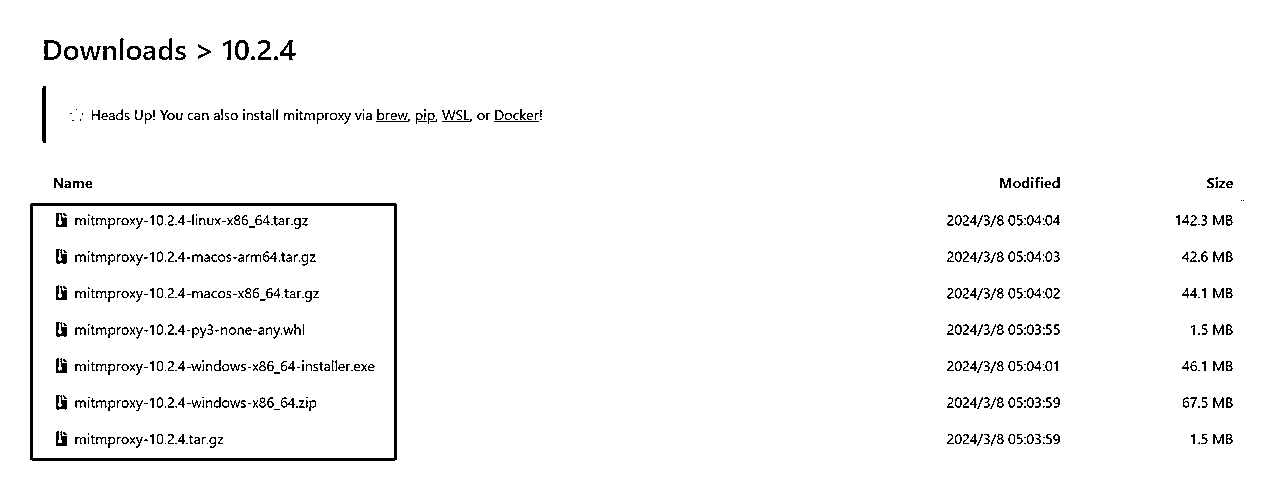 Downloads > 10.2.4
Heads Up! You can also install mitmproxy via brew, pip, WSL, or Docker!
Name Modified Size
mitmproxy-10.2.4-linux-x86_64.tar.gz 2024/3/8 05:04:04 142.3 MB
mitmproxy-10.2.4-macos-arm64.tar.gz 2024/3/8 05:04:03 42.6 MB
mitmproxy-10.2.4-macos-x86_64.tar.gz 2024/3/8 05:04:02 44.1 MB
mitmproxy-10.2.4-py3-none-any.whl 2024/3/8 05:03:55 1.5 MB
mitmproxy-10.2.4-windows-x86_64-installer.exe 2024/3/8 05:04:01 46.1 MB
mitmproxy-10.2.4-windows-x86_64.zip 2024/3/8 05:03:59 67.5 MB
mitmproxy-10.2.4.tar.gz 2024/3/8 05:03:59 1.5 MB